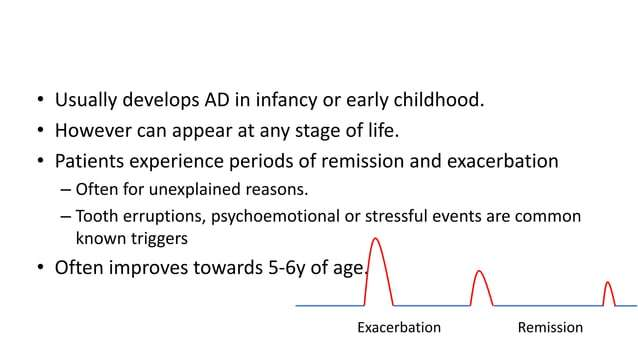 • Usually develops AD in infancy or early childhood.
• However can appear at any stage of life.
• Patients experience periods of remission and exacerbation
– Often for unexplained reasons.
– Tooth erruptions, psychoemotional or stressful events are common
known triggers
• Often improves towards 5-6y of age.
Exacerbation Remission